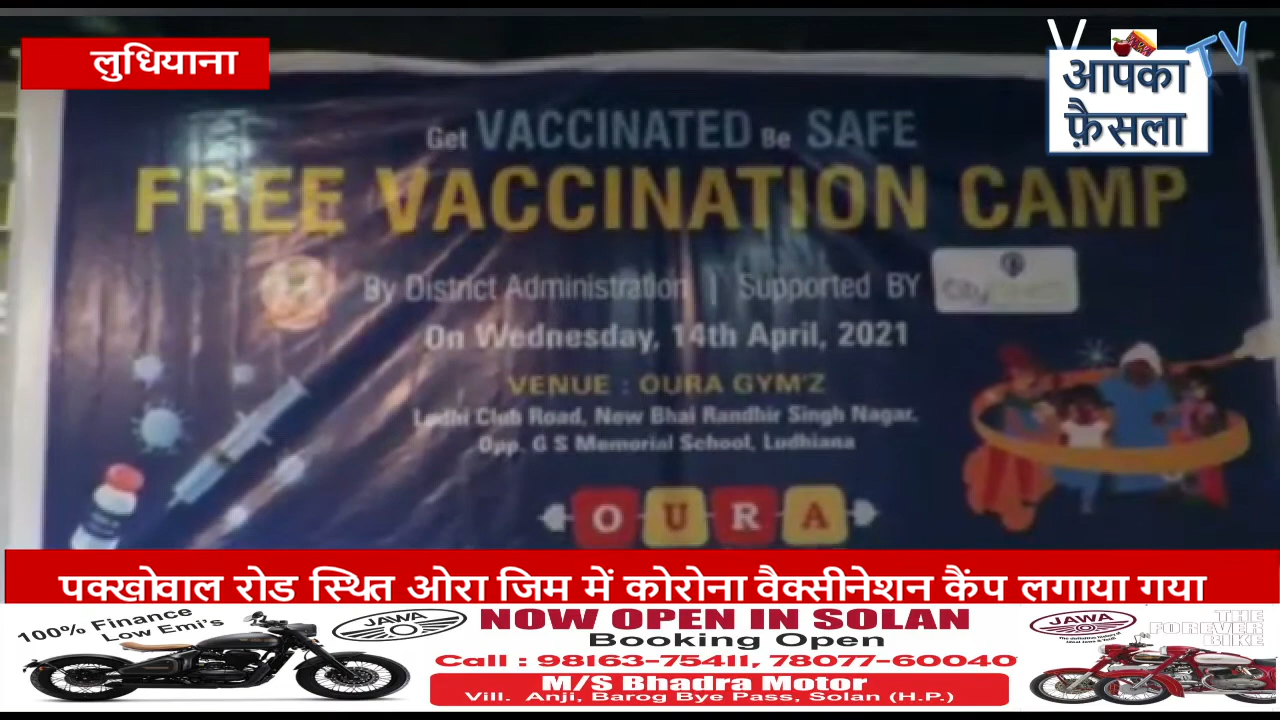 लुधियाना
V TV
आपका
फ़ैसला
Get VACCINATED Be SAFE
FREE VACCINATION CAMP
By District Administration | Supported BY City
On Wednesday, 14th April, 2021
VENUE : OURA GYM'Z
Lodhi Club Road, New Bhai Randhir Singh Nagar,
Opp. G S Memorial School, Ludhiana
OURA
पक्खोवाल रोड स्थित ओरा जिम में कोरोना वैक्सीनेशन कैंप लगाया गया
100% Finance
Low Emi's
JAWA
NOW OPEN IN SOLAN
Booking Open
Call : 98163-75411, 78077-60040
M/S Bhadra Motor
Vill. Anji, Barog Bye Pass, Solan (H.P.)
JAWA
THE
FOREVER
BIKE